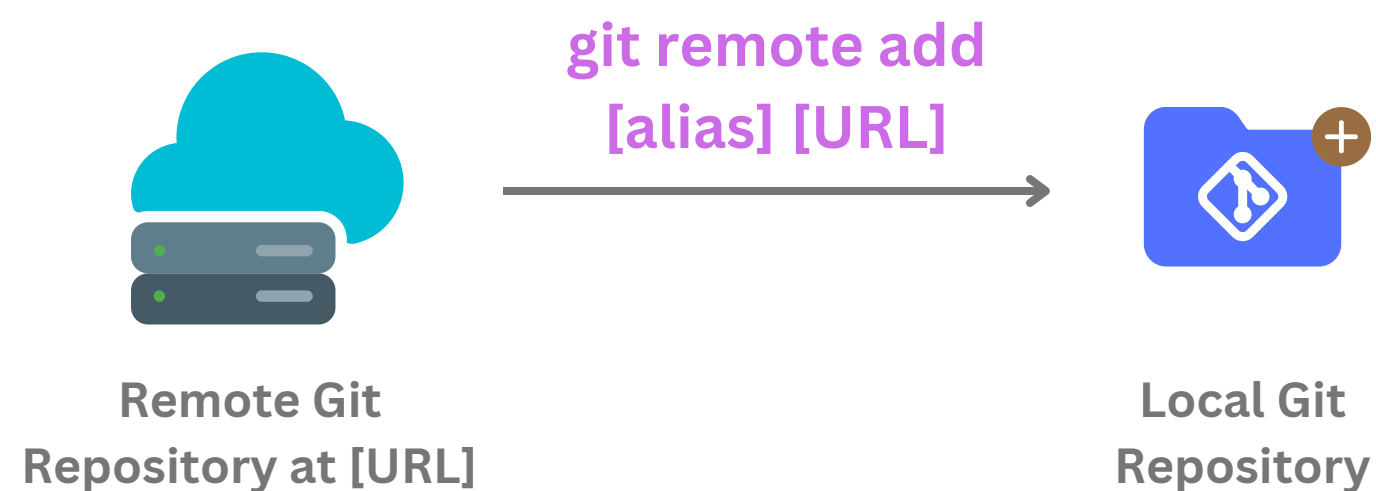 git remote add
[alias] [URL]
Remote Git
Repository at [URL]
Local Git
Repository